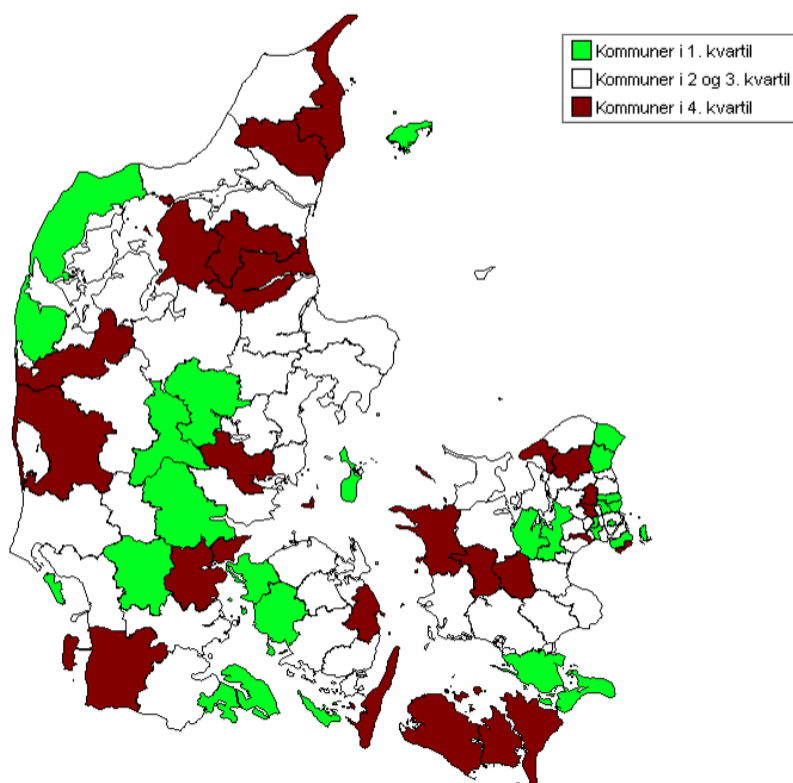 Kommuner i 1. kvartil
Kommuner i 2 og 3. kvartil
Kommuner i 4. kvartil